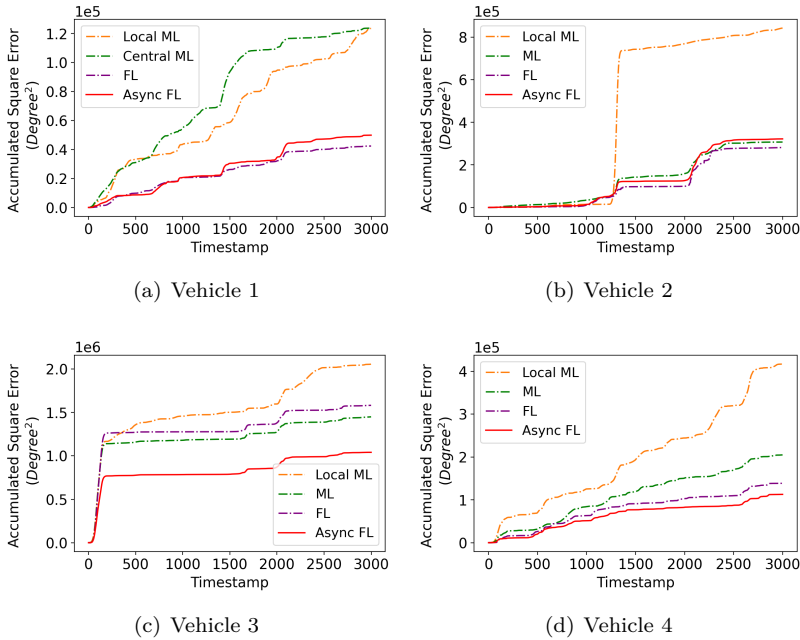 1e5
Accumulated Square Error
(Degree²)
1.2
1.0
0.8
0.6
0.4
0.2
0.0
Local ML
Central ML
FL
Async FL
0 500 1000 1500 2000 2500 3000
Timestamp
(a) Vehicle 1
1e5
Accumulated Square Error
(Degree²)
8
6
4
2
0
Local ML
ML
FL
Async FL
0 500 1000 1500 2000 2500 3000
Timestamp
(b) Vehicle 2
1e6
Accumulated Square Error
(Degree²)
2.0
1.5
1.0
0.5
0.0
Local ML
ML
FL
Async FL
0 500 1000 1500 2000 2500 3000
Timestamp
(c) Vehicle 3
1e5
Accumulated Square Error
(Degree²)
4
3
2
1
0
Local ML
ML
FL
Async FL
0 500 1000 1500 2000 2500 3000
Timestamp
(d) Vehicle 4